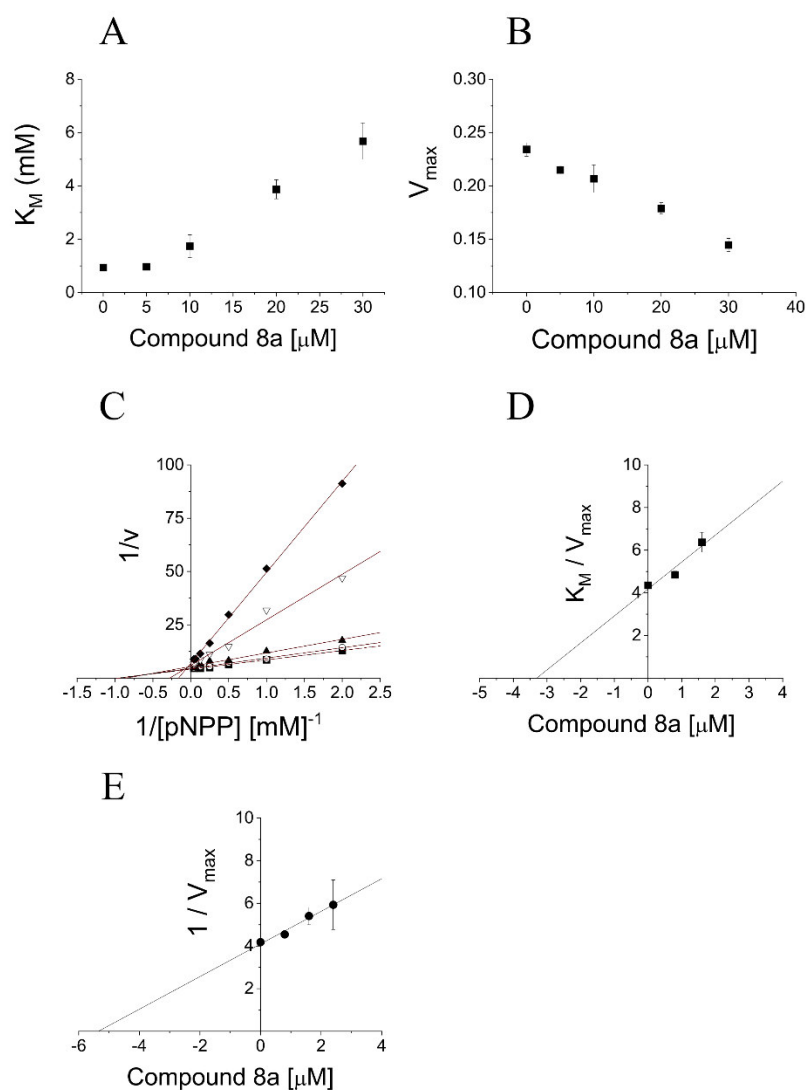 A
8
6
4
2
0
K_M (mM)
0 5 10 15 20 25 30
Compound 8a [μM]
B
0.30
0.25
0.20
0.15
0.10
V_max
0 10 20 30 40
Compound 8a [μM]
C
100
75
50
25
1/v
-1.5 -1.0 -0.5 0.0 0.5 1.0 1.5 2.0 2.5
1/[pNPP] [mM]^-1
D
10
8
6
4
2
K_M / V_max
-5 -4 -3 -2 -1 0 1 2 3 4
Compound 8a [μM]
E
10
8
6
4
2
1 / V_max
-6 -4 -2 0 2 4
Compound 8a [μM]